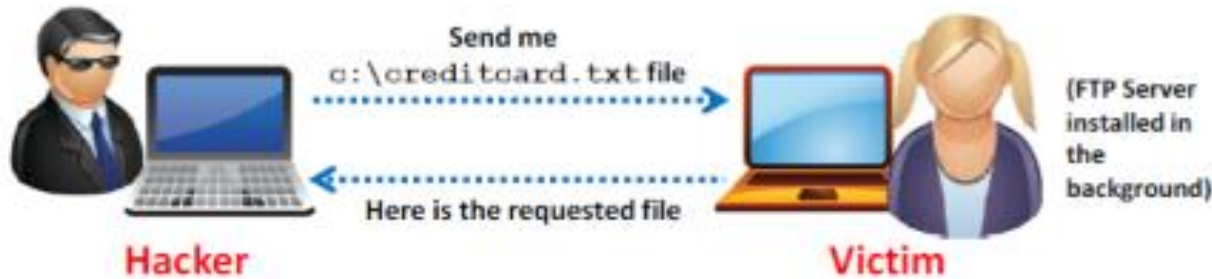 Send me
c:\creditcard.txt file
Here is the requested file
(FTP Server
installed in
the
background)
Hacker
Victim